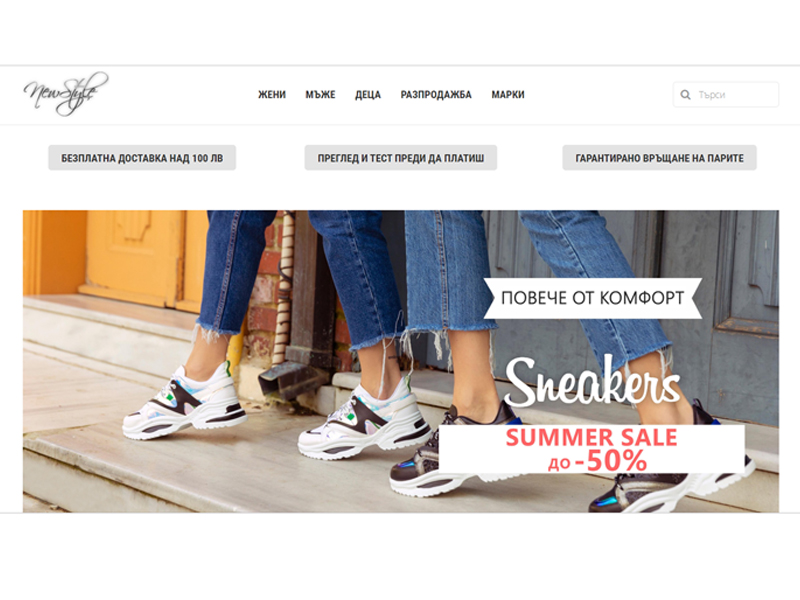 NewStyle
ЖЕНИ МЪЖЕ ДЕЦА РАЗПРОДАЖБА МАРКИ
Търси
БЕЗПЛАТНА ДОСТАВКА НАД 100 ЛВ
ПРЕГЛЕД И ТЕСТ ПРЕДИ ДА ПЛАТИШ
ГАРАНТИРАНО ВРЪЩАНЕ НА ПАРИТЕ
ПОВЕЧЕ ОТ КОМФОРТ
Sneakers
SUMMER SALE
ДО -50%